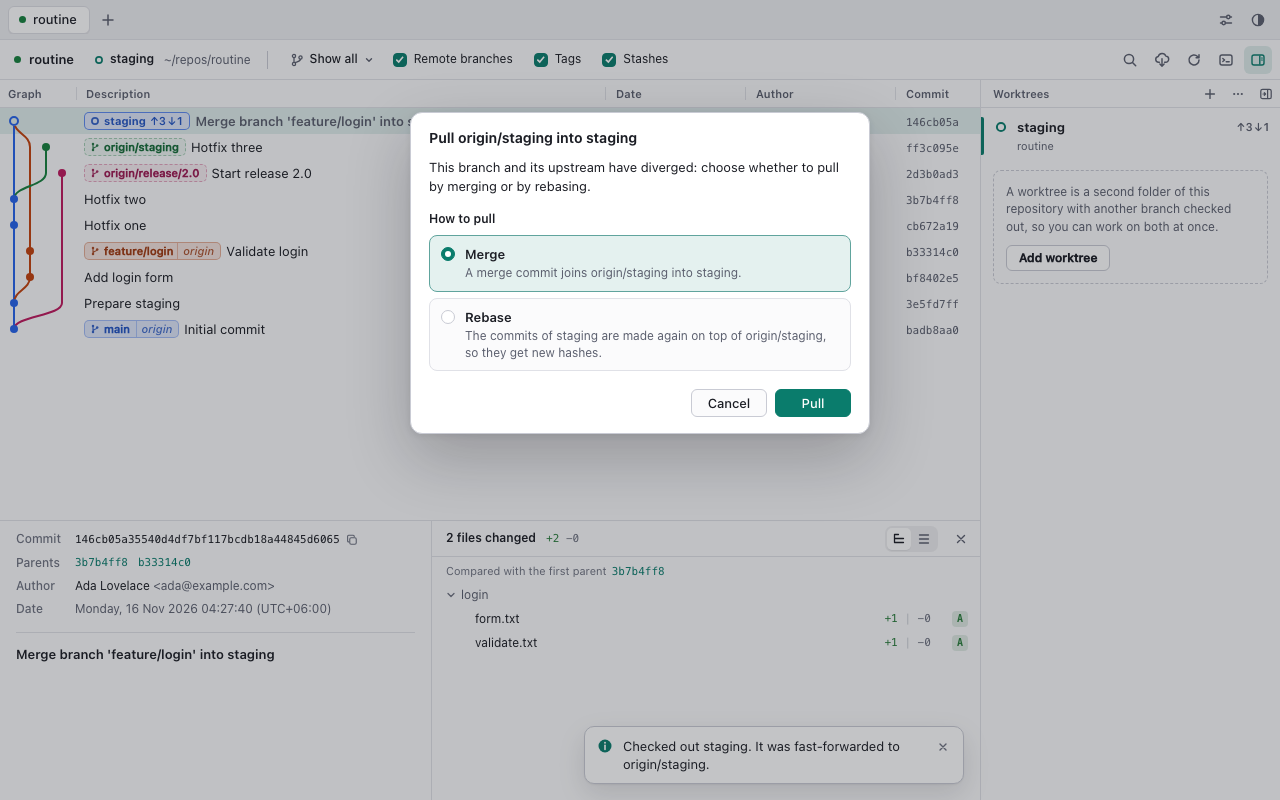 routine
routine staging ~/repos/routine Show all Remote branches Tags Stashes
Graph Description Date Author Commit Worktrees
staging ↑3↓1 Merge branch 'feature/login' into 146cb05a
origin/staging Hotfix three ff3c095e
origin/release/2.0 Start release 2.0 2d3b0ad3
Hotfix two 3b7b4ff8
Hotfix one cb672a19
feature/login origin Validate login b33314c0
Add login form bf8402e5
Prepare staging 3e5fd7ff
main origin Initial commit badb8aa0
Pull origin/staging into staging
This branch and its upstream have diverged: choose whether to pull
by merging or by rebasing.
How to pull
Merge
A merge commit joins origin/staging into staging.
Rebase
The commits of staging are made again on top of origin/staging,
so they get new hashes.
Cancel Pull
staging ↑3↓1
routine
A worktree is a second folder of this
repository with another branch checked
out, so you can work on both at once.
Add worktree
Commit 146cb05a35540d4df7bf117bcdb18a44845d6065
Parents 3b7b4ff8 b33314c0
Author Ada Lovelace <ada@example.com>
Date Monday, 16 Nov 2026 04:27:40 (UTC+06:00)
Merge branch 'feature/login' into staging
2 files changed +2 −0
Compared with the first parent 3b7b4ff8
login
form.txt +1 −0 A
validate.txt +1 −0 A
Checked out staging. It was fast-forwarded to
origin/staging.